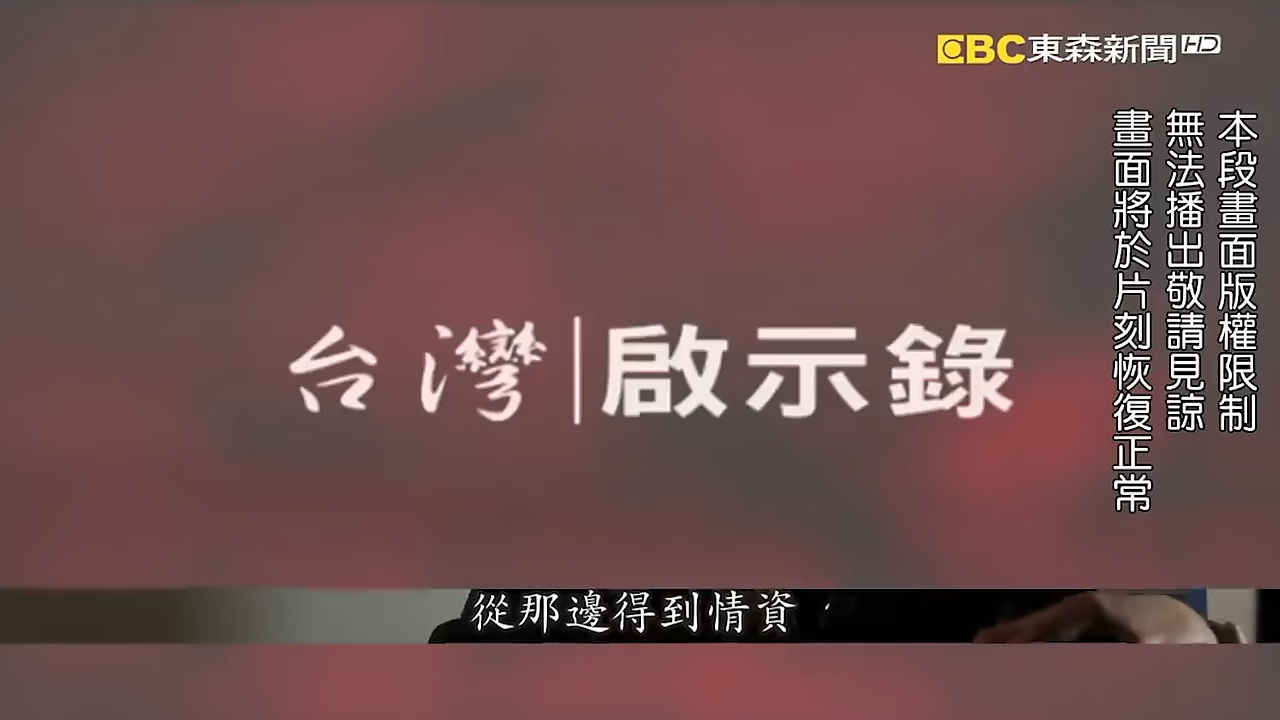 EBC東森新聞HD
本段畫面版權限制
無法播出敬請見諒
畫面將於片刻恢復正常
台灣|啟示錄
從那邊得到情資